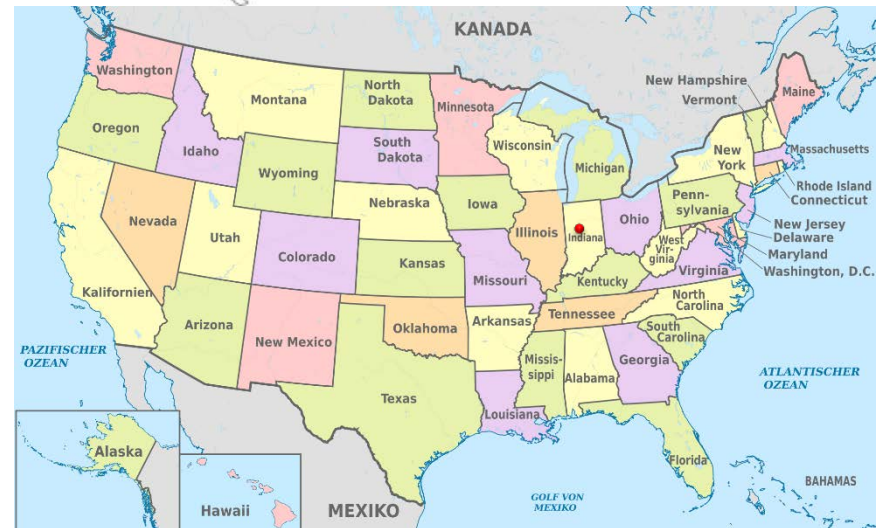 KANADA
Washington
Montana
North
Dakota
Minnesota
New Hampshire
Vermont
Maine
Oregon
Idaho
South
Dakota
Wisconsin
Michigan
New
York
Massachusetts
Wyoming
Iowa
Nebraska
Penn-
sylvania
Rhode Island
Connecticut
Nevada
Utah
Colorado
Kansas
Illinois
Indiana
Ohio
West
Vir-
ginia
New Jersey
Delaware
Maryland
Washington, D.C.
Kalifornien
Missouri
Kentucky
Virginia
Arizona
New Mexico
Oklahoma
Arkansas
Tennessee
North
Carolina
South
Carolina
PAZIFISCHER
OZEAN
Texas
Missis-
sippi
Alabama
Georgia
ATLANTISCHER
OZEAN
Louisiana
Florida
Alaska
Hawaii
MEXIKO
GOLF VON
MEXIKO
BAHAMAS